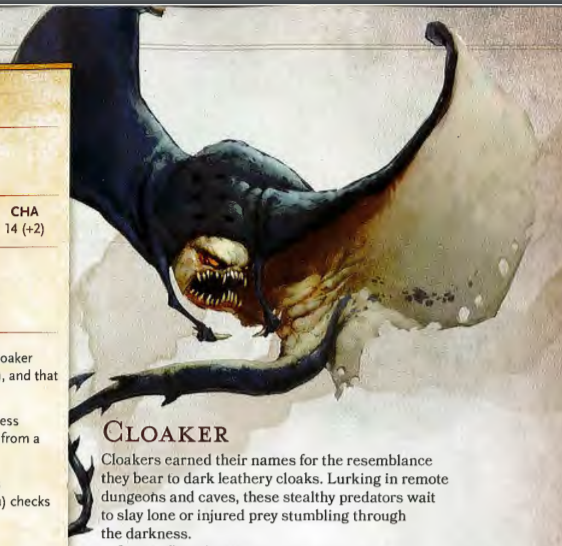 CHA
14 (+2)
oaker
, and that
ess
from a
) checks
CLOAKER
Cloakers earned their names for the resemblance
they bear to dark leathery cloaks. Lurking in remote
dungeons and caves, these stealthy predators wait
to slay lone or injured prey stumbling through
the darkness.